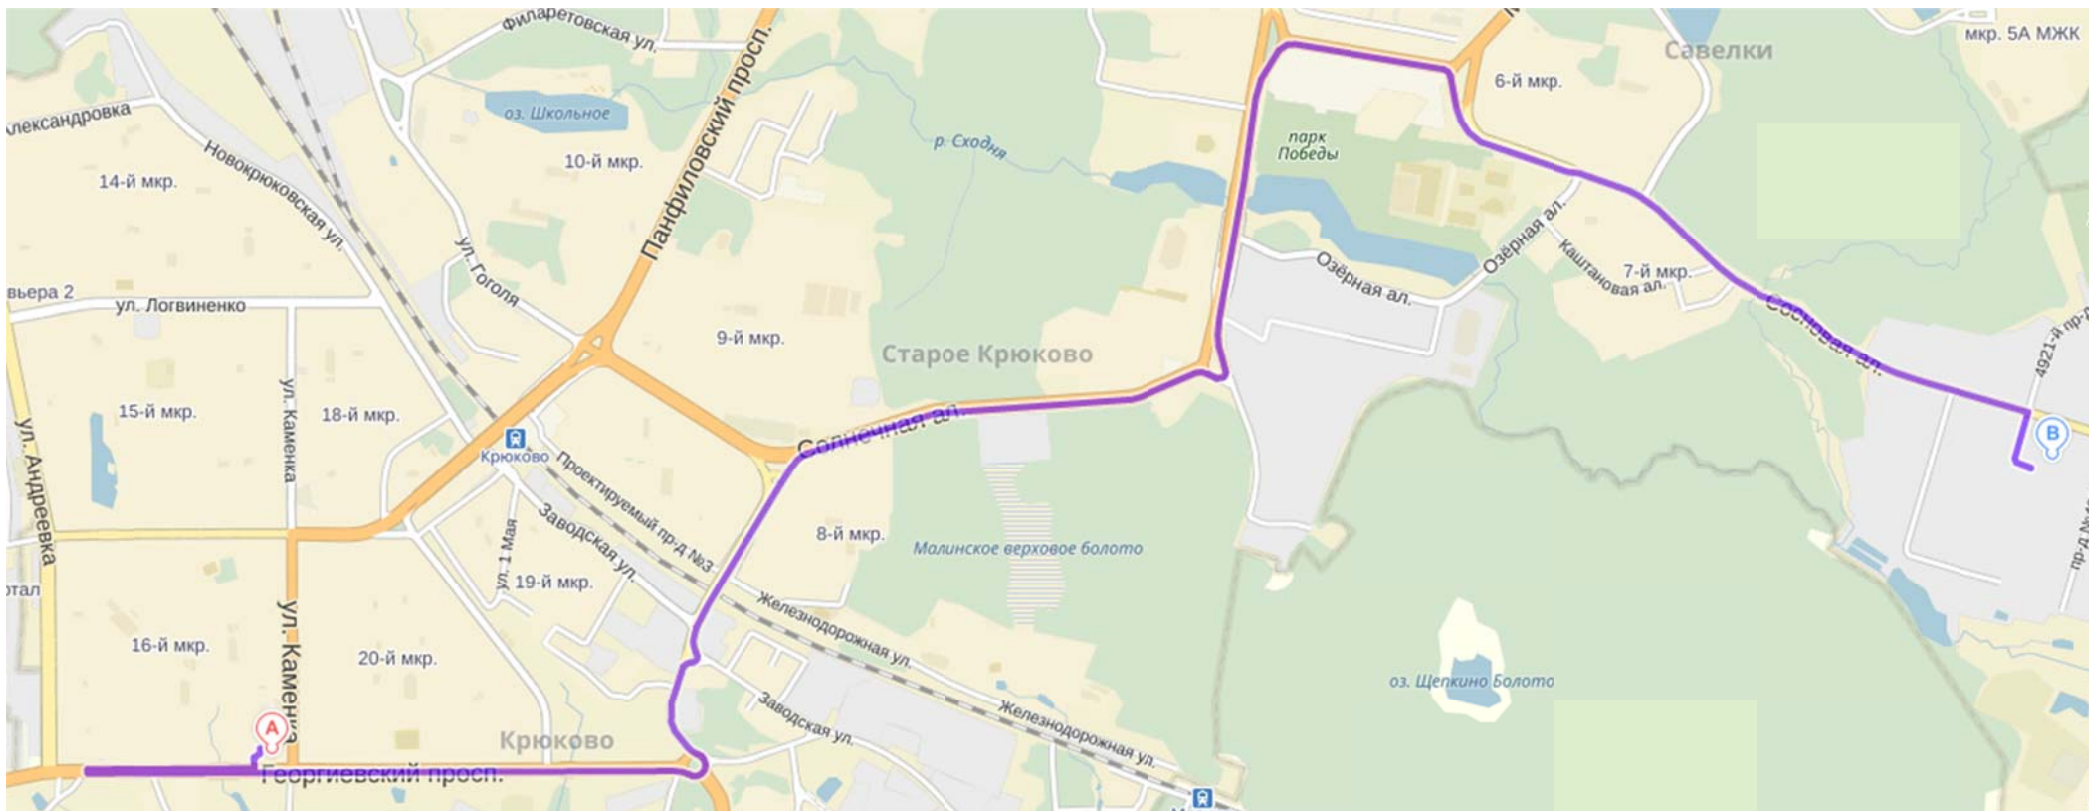 Филаретовская ул.
Савелки
мкр. 5А МЖК
6-й мкр.
Панфиловский просп.
оз. Школьное
10-й мкр.
р. Сходня
парк
Победы
Новокрюковская ул.
14-й мкр.
ул. Гоголя
Озёрная ал.
Озёрная ал.
Каштановая ал.
7-й мкр.
ул. Логвиненко
9-й мкр.
Старое Крюково
Сосновая ал.
15-й мкр.
ул. Каменка
18-й мкр.
Солнечная ал.
B
Крюково
ул. Андреевка
Проектируемый пр-д №3
Заводская ул.
ул. 1 Мая
19-й мкр.
8-й мкр.
Малинское верховое болото
Железнодорожная ул.
16-й мкр.
20-й мкр.
ул. Каменка
оз. Щепкино Болото
A
Крюково
Заводская ул.
Железнодорожная ул.
Георгиевский просп.